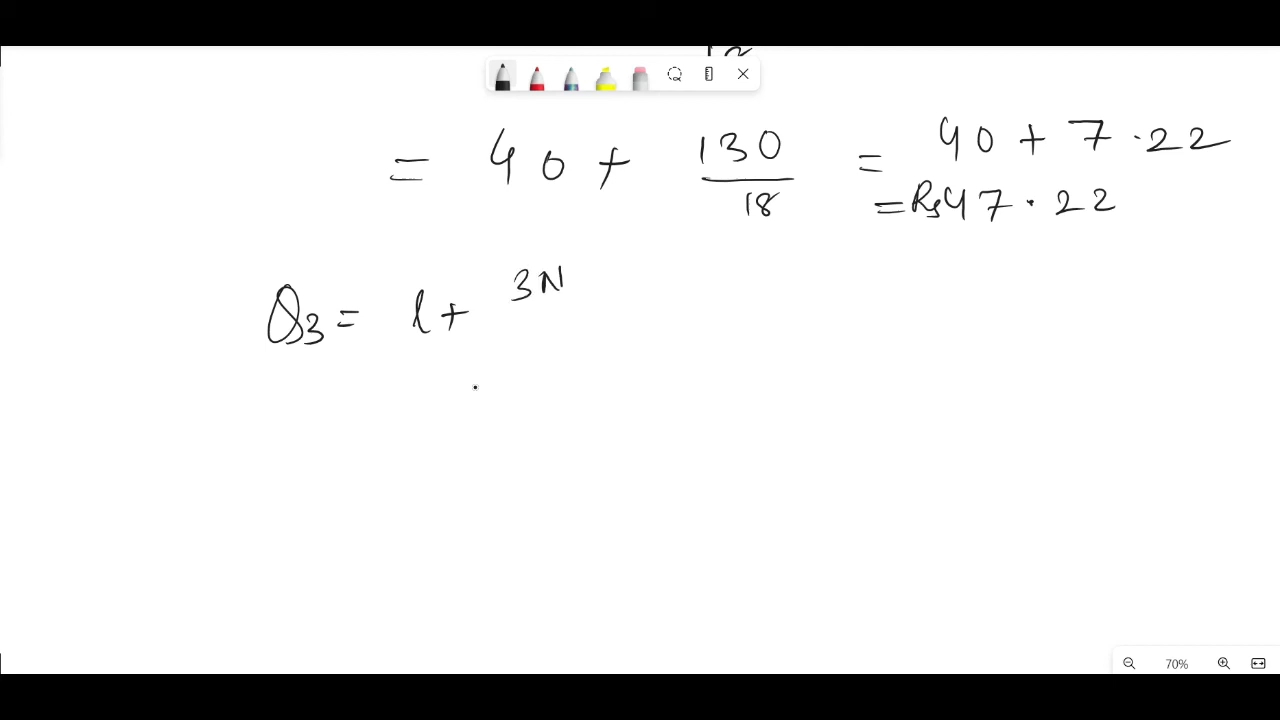 = 40 + 130/18 = 40 + 7.22
= Rs 47.22
Q3 = l + 3N
70%